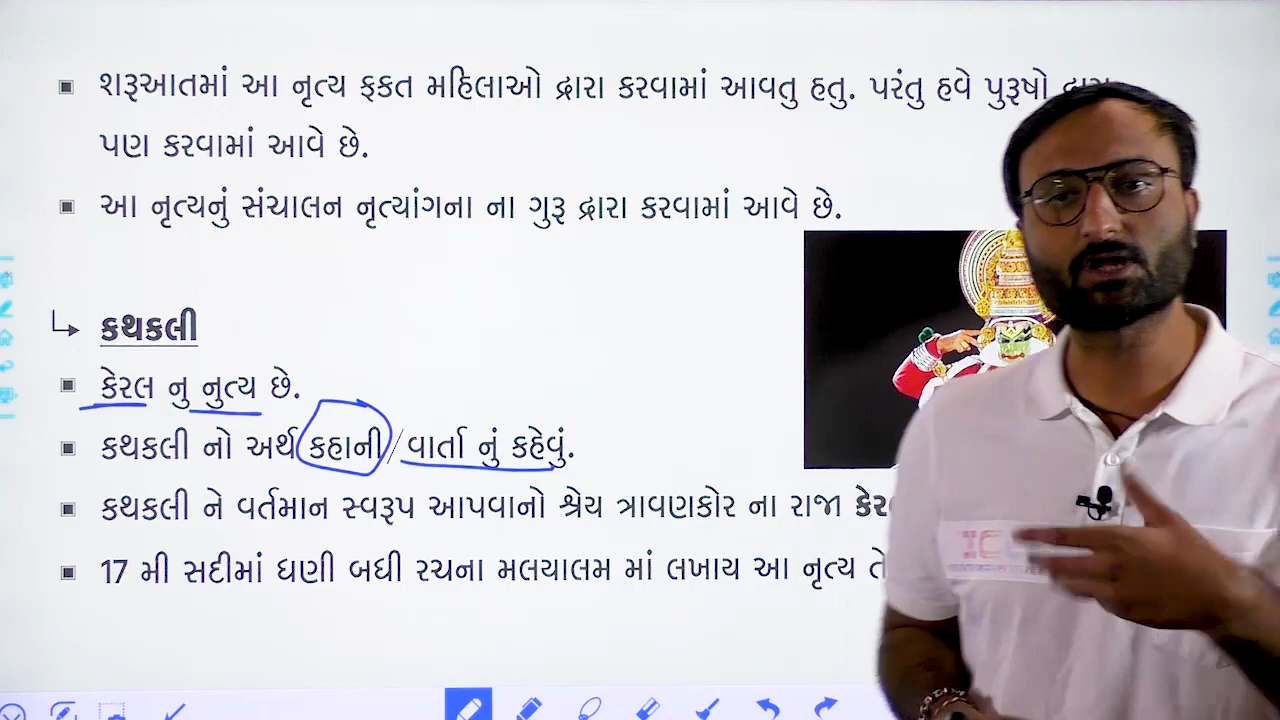 શરૂઆતમાં આ નૃત્ય ફકત મહિલાઓ દ્રારા કરવામાં આવતુ હતુ. પરંતુ હવે પુરૂષો
પણ કરવામાં આવે છે.
આ નૃત્યનું સંચાલન નૃત્યાંગના ના ગુરૂ દ્રારા કરવામાં આવે છે.
કથકલી
કેરલ નુ નુત્ય છે.
કથકલી નો અર્થ કહાની/વાર્તા નું કહેવું.
કથકલી ને વર્તમાન સ્વરૂપ આપવાનો શ્રેય ત્રાવણકોર ના રાજા
17 મી સદીમાં ઘણી બધી રચના મલયાલમ માં લખાય આ નૃત્ય